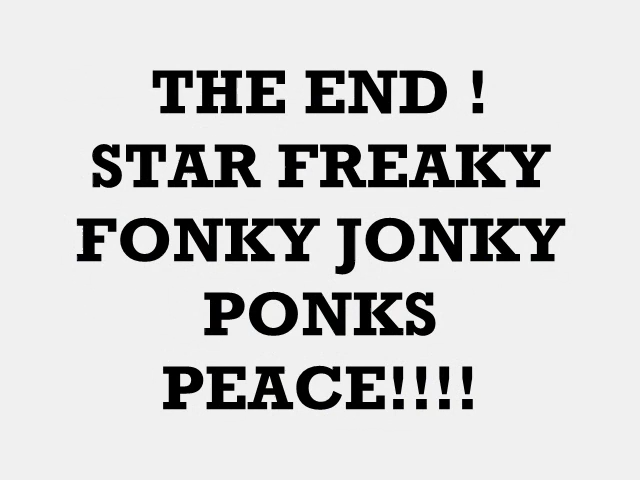 THE END !
STAR FREAKY
FONKY JONKY
PONKS
PEACE!!!!